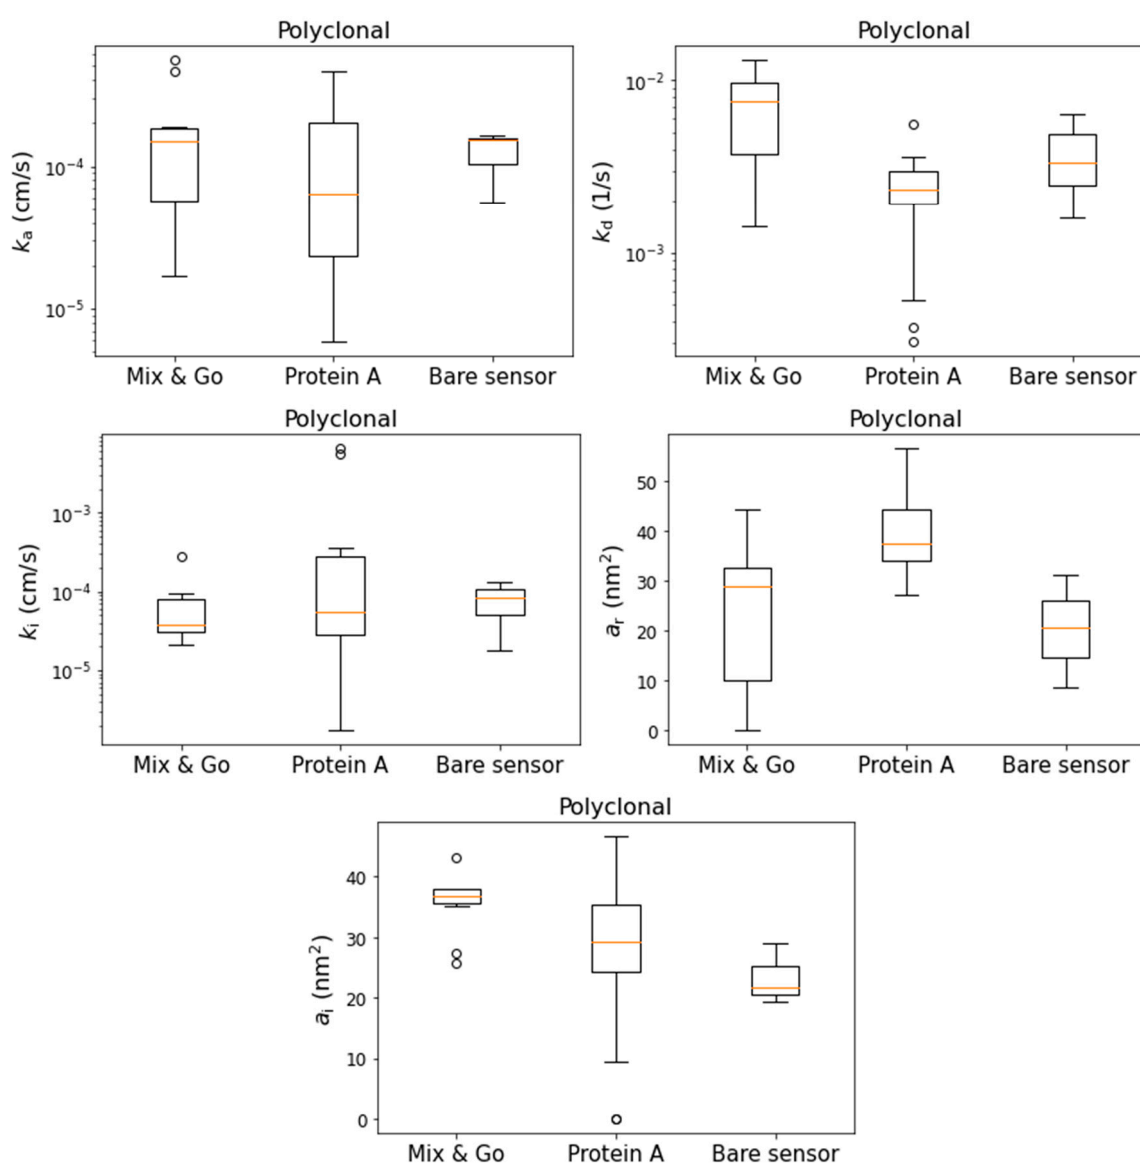 Polyclonal
kₐ (cm/s)
10⁻⁴
10⁻⁵
Mix & Go Protein A Bare sensor
Polyclonal
k_d (1/s)
10⁻²
10⁻³
Mix & Go Protein A Bare sensor
Polyclonal
kᵢ (cm/s)
10⁻³
10⁻⁴
10⁻⁵
Mix & Go Protein A Bare sensor
Polyclonal
aᵣ (nm²)
50
40
30
20
10
0
Mix & Go Protein A Bare sensor
Polyclonal
aᵢ (nm²)
40
30
20
10
0
Mix & Go Protein A Bare sensor